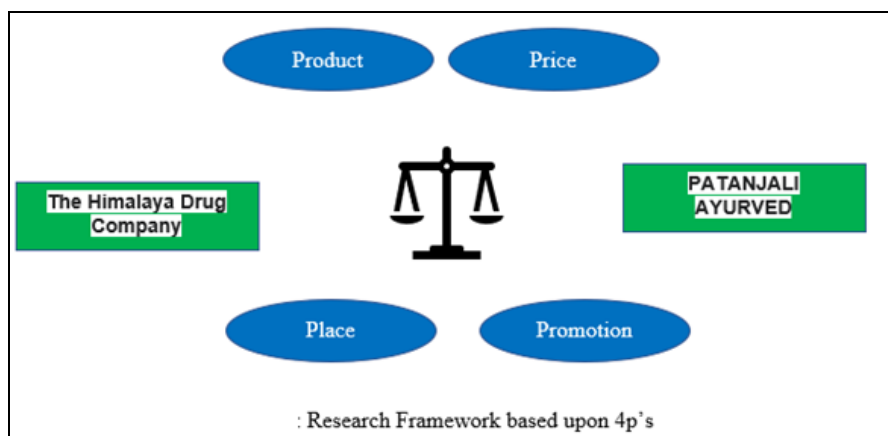 Product
Price
The Himalaya Drug
Company
PATANJALI
AYURVED
Place
Promotion
: Research Framework based upon 4p’s